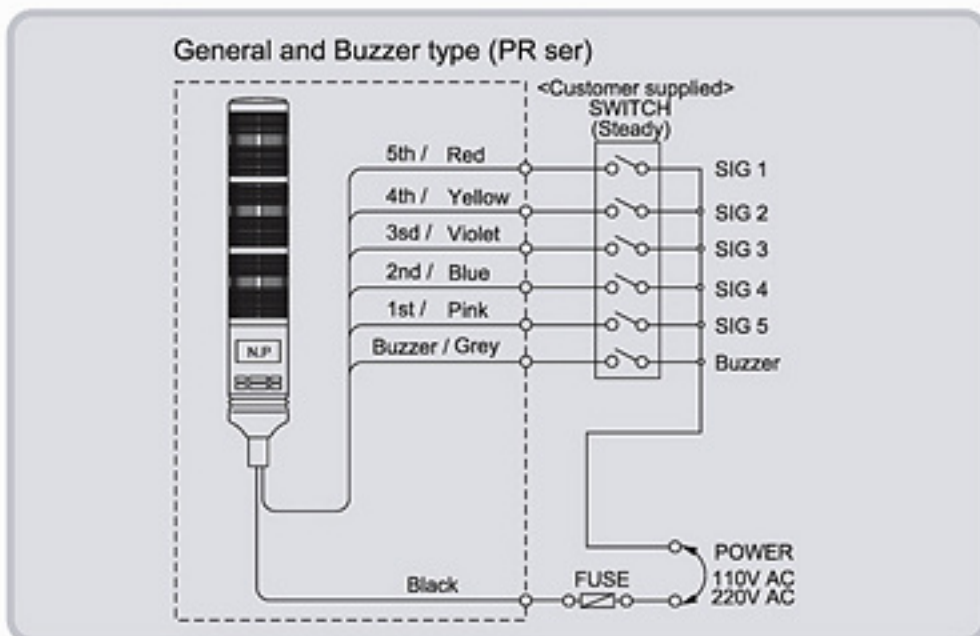 General and Buzzer type (PR ser)
<Customer supplied>
SWITCH
(Steady)
5th / Red
SIG 1
4th / Yellow
SIG 2
3sd / Violet
SIG 3
2nd / Blue
SIG 4
1st / Pink
SIG 5
Buzzer / Grey
Buzzer
N.P
POWER
110V AC
220V AC
FUSE
Black